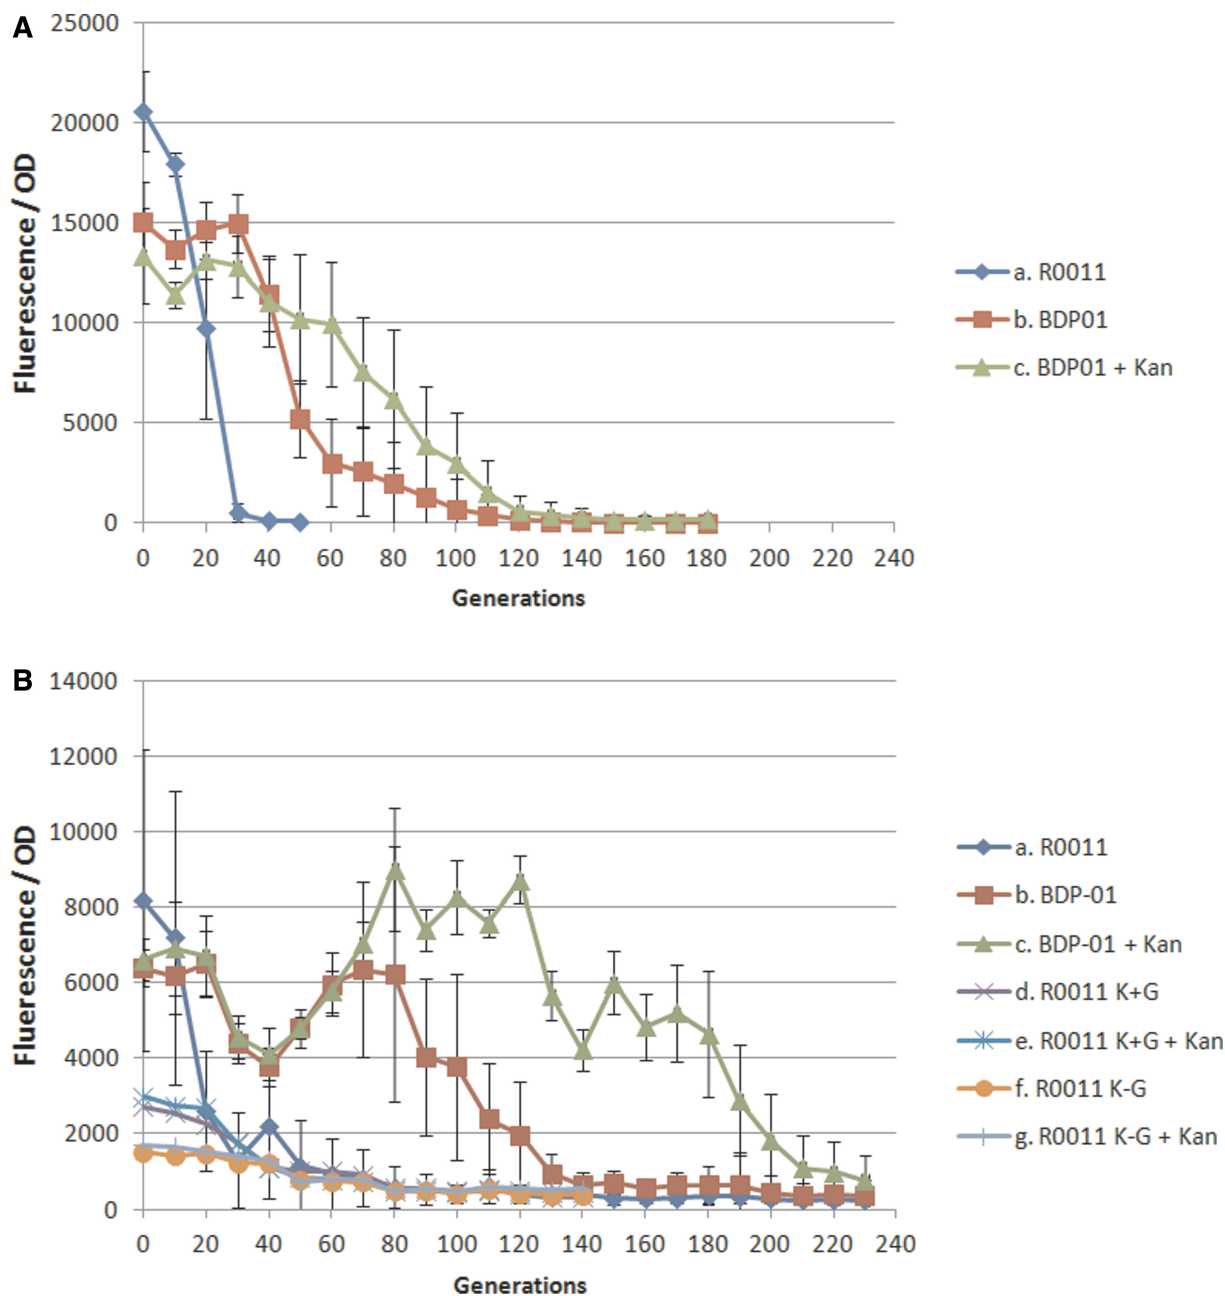 A
25000
20000
15000
10000
5000
0
Fluerescence / OD
0 20 40 60 80 100 120 140 160 180 200 220 240
Generations
a. R0011
b. BDP01
c. BDP01 + Kan
B
14000
12000
10000
8000
6000
4000
2000
0
Fluerescence / OD
0 20 40 60 80 100 120 140 160 180 200 220 240
Generations
a. R0011
b. BDP-01
c. BDP-01 + Kan
d. R0011 K+G
e. R0011 K+G + Kan
f. R0011 K-G
g. R0011 K-G + Kan